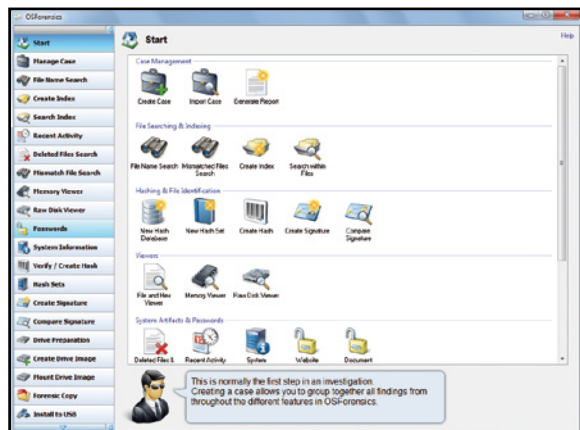 OSForensics
Start
Manage Case
File Name Search
Create Index
Search Index
Recent Activity
Deleted Files Search
Mismatch File Search
Memory Viewer
Raw Disk Viewer
Passwords
System Information
Verify / Create Hash
Hash Sets
Create Signature
Compare Signature
Drive Preparation
Create Drive Image
Mount Drive Image
Forensic Copy
Install to USB
Start
Help
Case Management
Create Case Import Case Generate Report
File Searching & Indexing
File Name Search Mismatched Files Search Create Index Search within Files
Hashing & File Identification
New Hash Database New Hash Set Create Hash Create Signature Compare Signature
Viewers
File and Hex Viewer Memory Viewer Raw Disk Viewer
System Artifacts & Passwords
Deleted Files & Recent Activity System Website Document
This is normally the first step in an investigation.
Creating a case allows you to group together all findings from
throughout the different features in OSForensics.